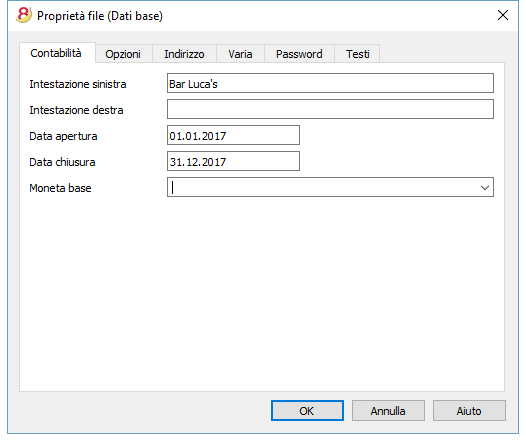 Proprietà file (Dati base)
Contabilità Opzioni Indirizzo Varia Password Testi
Intestazione sinistra Bar Luca's
Intestazione destra
Data apertura 01.01.2017
Data chiusura 31.12.2017
Moneta base
OK Annulla Aiuto